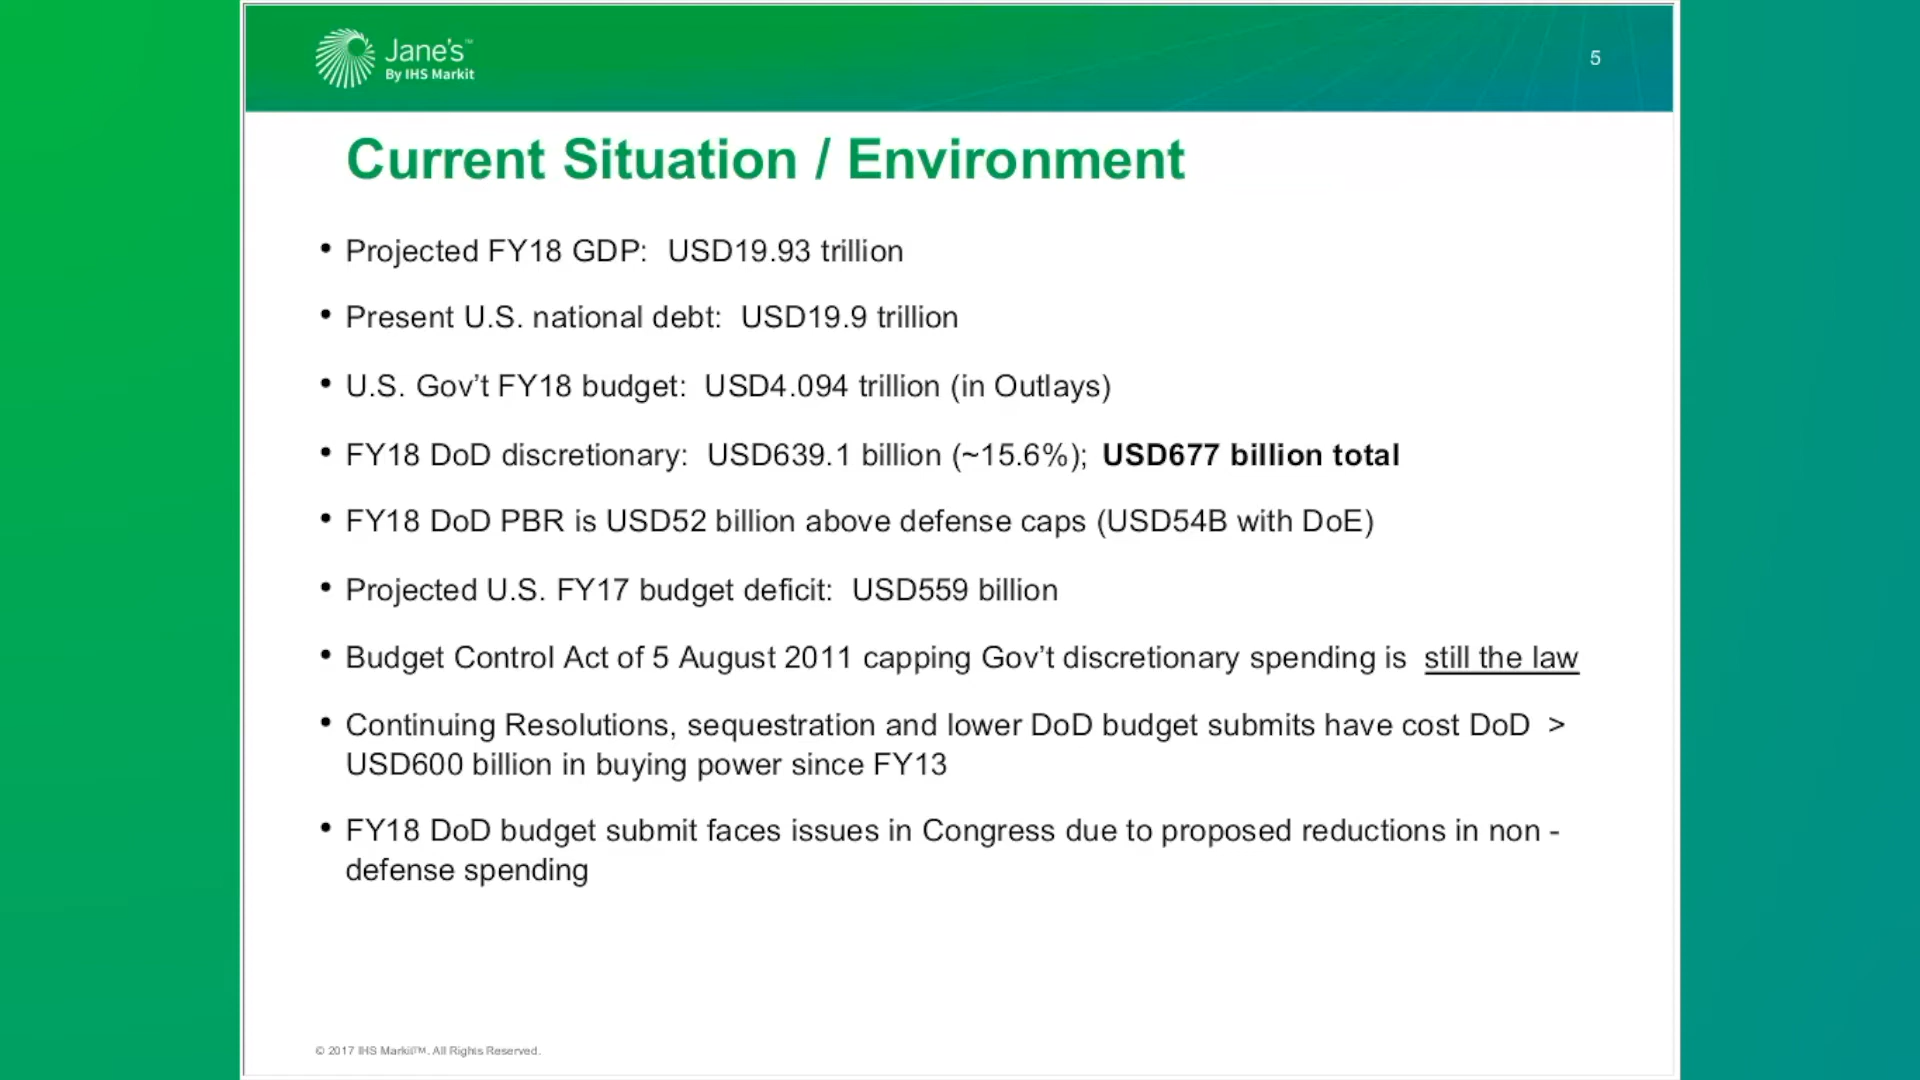 Jane's™
By IHS Markit
5
Current Situation / Environment
• Projected FY18 GDP: USD19.93 trillion
• Present U.S. national debt: USD19.9 trillion
• U.S. Gov’t FY18 budget: USD4.094 trillion (in Outlays)
• FY18 DoD discretionary: USD639.1 billion (~15.6%); USD677 billion total
• FY18 DoD PBR is USD52 billion above defense caps (USD54B with DoE)
• Projected U.S. FY17 budget deficit: USD559 billion
• Budget Control Act of 5 August 2011 capping Gov’t discretionary spending is still the law
• Continuing Resolutions, sequestration and lower DoD budget submits have cost DoD >
USD600 billion in buying power since FY13
• FY18 DoD budget submit faces issues in Congress due to proposed reductions in non -
defense spending
© 2017 IHS Markit™. All Rights Reserved.